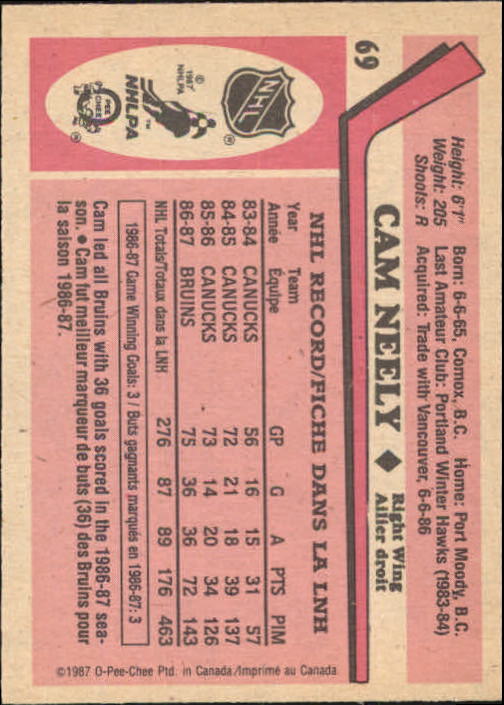 69
Height: 6'1" Born: 6-6-65, Comox, B.C. Home: Port Moody, B.C.
Weight: 205 Last Amateur Club: Portland Winter Hawks (1983-84)
Shoots: R Acquired: Trade with Vancouver, 6-6-86
CAM NEELY ◆ Right Wing
Ailier droit
NHL
®
©
1987
NHLPA
™
NHLPA
O
PEE
CHEE
NHL RECORD/FICHE DANS LA LNH
Year Team GP G A PTS PIM
Année Équipe
83-84 CANUCKS 56 16 15 31 57
84-85 CANUCKS 72 21 18 39 137
85-86 CANUCKS 73 14 20 34 126
86-87 BRUINS 75 36 36 72 143
NHL Totals/Totaux dans la LNH 276 87 89 176 463
1986-87 Game Winning Goals: 3 / Buts gagnants marqués en 1986-87: 3
Cam led all Bruins with 36 goals scored in the 1986-87 sea-
son. • Cam fut meilleur marqueur de buts (36) des Bruins pour
la saison 1986-87.
©1987 O-Pee-Chee Ptd. in Canada/Imprimé au Canada